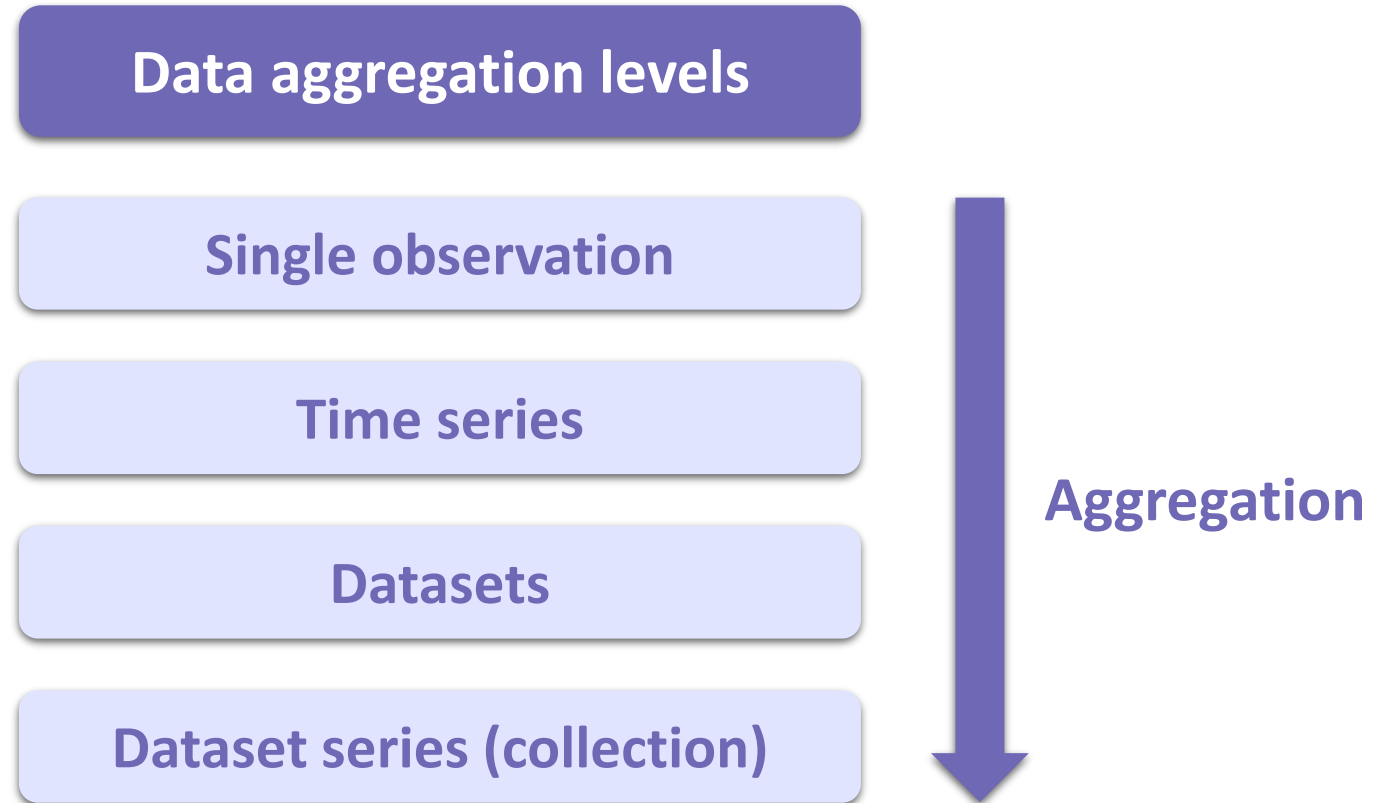 Data aggregation levels
Single observation
Time series
Aggregation
Datasets
Dataset series (collection)